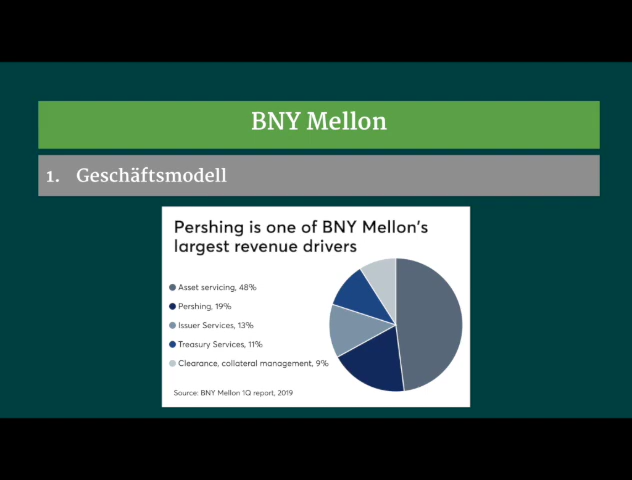 BNY Mellon
1. Geschäftsmodell
Pershing is one of BNY Mellon's
largest revenue drivers
Asset servicing, 48%
Pershing, 19%
Issuer Services, 13%
Treasury Services, 11%
Clearance, collateral management, 9%
Source: BNY Mellon 1Q report, 2019